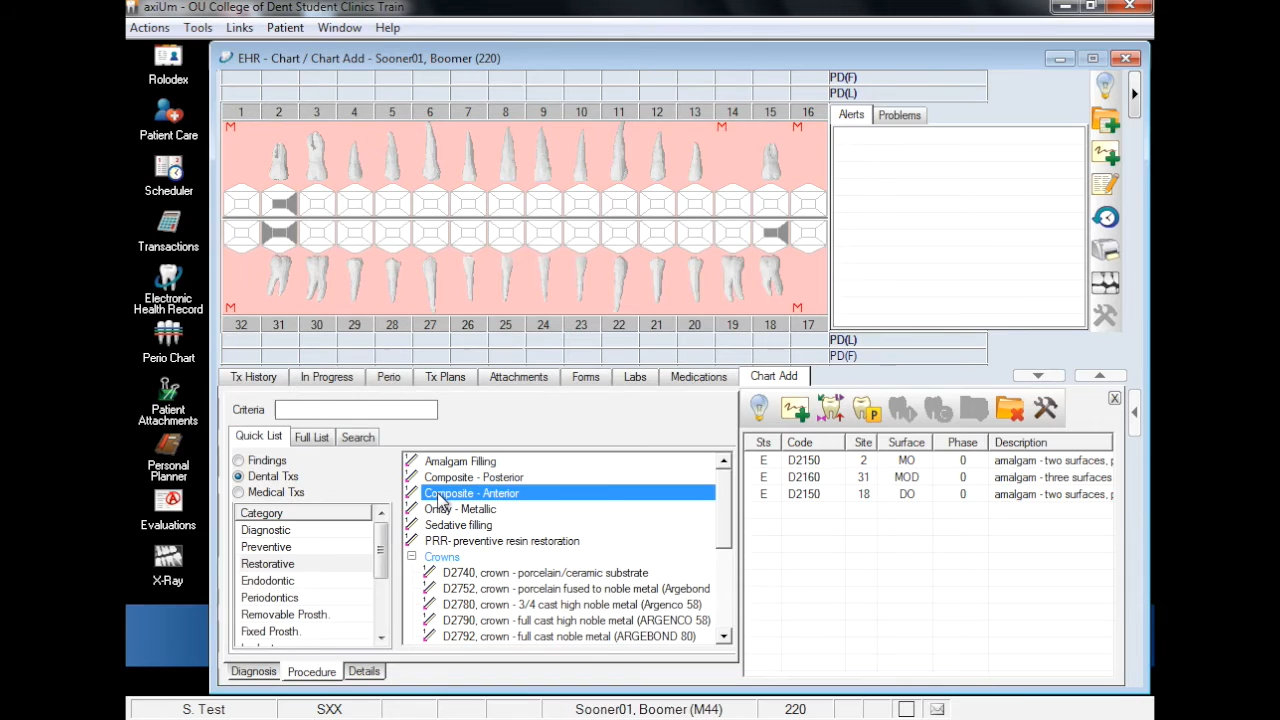 axiUm - OU College of Dent Student Clinics Train
Actions Tools Links Patient Window Help
Rolodex
Patient Care
Scheduler
Transactions
Electronic
Health Record
Perio Chart
Patient
Attachments
Personal
Planner
Evaluations
X-Ray
EHR - Chart / Chart Add - Sooner01, Boomer (220)
PD(F)
PD(L)
1 2 3 4 5 6 7 8 9 10 11 12 13 14 15 16
M M M
M M
32 31 30 29 28 27 26 25 24 23 22 21 20 19 18 17
PD(L)
PD(F)
Alerts Problems
Tx History In Progress Perio Tx Plans Attachments Forms Labs Medications Chart Add
Criteria
Quick List Full List Search
Findings
Dental Txs
Medical Txs
Category
Diagnostic
Preventive
Restorative
Endodontic
Periodontics
Removable Prosth.
Fixed Prosth.
Amalgam Filling
Composite - Posterior
Composite - Anterior
Onlay - Metallic
Sedative filling
PRR- preventive resin restoration
Crowns
D2740, crown - porcelain/ceramic substrate
D2752, crown - porcelain fused to noble metal (Argebond
D2780, crown - 3/4 cast high noble metal (Argenco 58)
D2790, crown - full cast high noble metal (ARGENCO 58)
D2792, crown - full cast noble metal (ARGEBOND 80)
Diagnosis Procedure Details
Sts Code Site Surface Phase Description
E D2150 2 MO 0 amalgam - two surfaces, p
E D2160 31 MOD 0 amalgam - three surfaces
E D2150 18 DO 0 amalgam - two surfaces, p
S. Test SXX Sooner01, Boomer (M44) 220